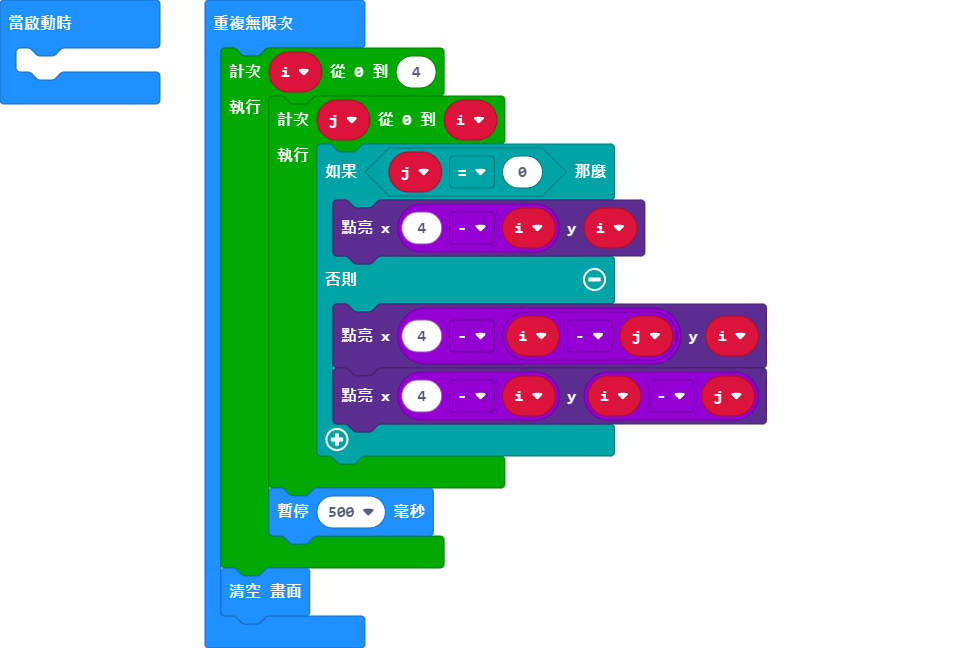 當啟動時
重複無限次
計次 i 從 0 到 4
執行
計次 j 從 0 到 i
執行
如果 j = 0 那麼
點亮 x 4 - i y i
否則
點亮 x 4 - i - j y i
點亮 x 4 - i y i - j
暫停 500 毫秒
清空 畫面